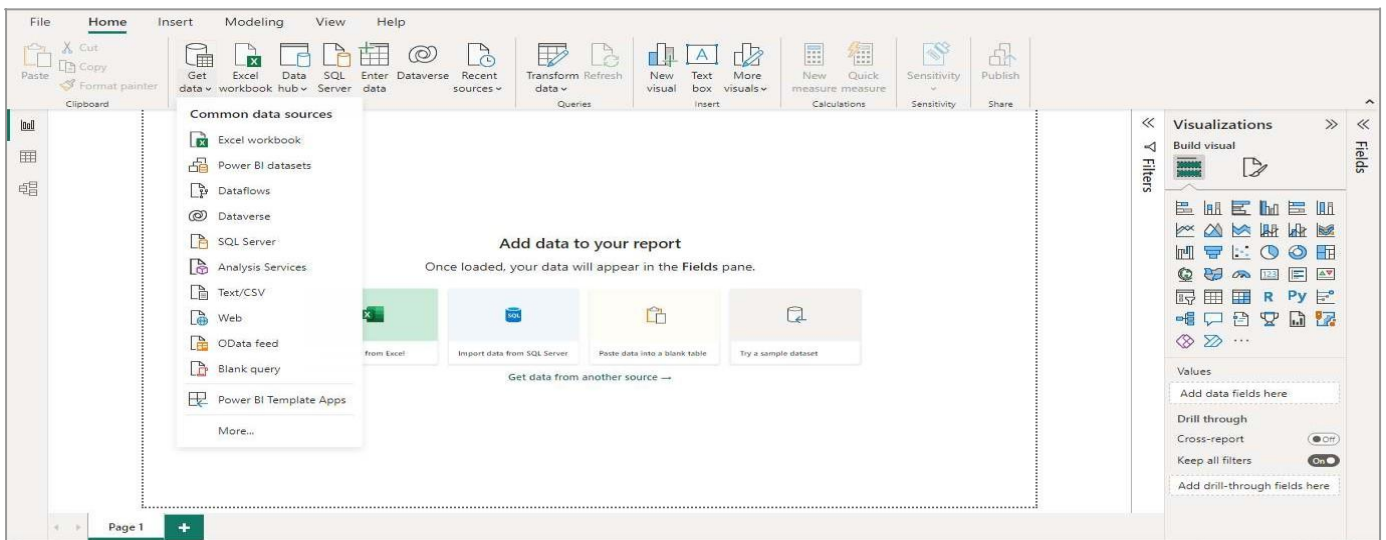 File Home Insert Modeling View Help
Paste
Cut
Copy
Format painter
Clipboard
Get data
Excel workbook
Data hub
SQL Server
Enter data
Dataverse
Recent sources
Transform data
Refresh
Queries
New visual
Text box
More visuals
Insert
New measure
Quick measure
Calculations
Sensitivity
Sensitivity
Publish
Share
Common data sources
Excel workbook
Power BI datasets
Dataflows
Dataverse
SQL Server
Analysis Services
Text/CSV
Web
OData feed
Blank query
Power BI Template Apps
More...
Add data to your report
Once loaded, your data will appear in the Fields pane.
from Excel
SQL
Import data from SQL Server
Paste data into a blank table
Try a sample dataset
Get data from another source →
Filters
Visualizations
Build visual
123
R Py
Values
Add data fields here
Drill through
Cross-report Off
Keep all filters On
Add drill-through fields here
Fields
Page 1